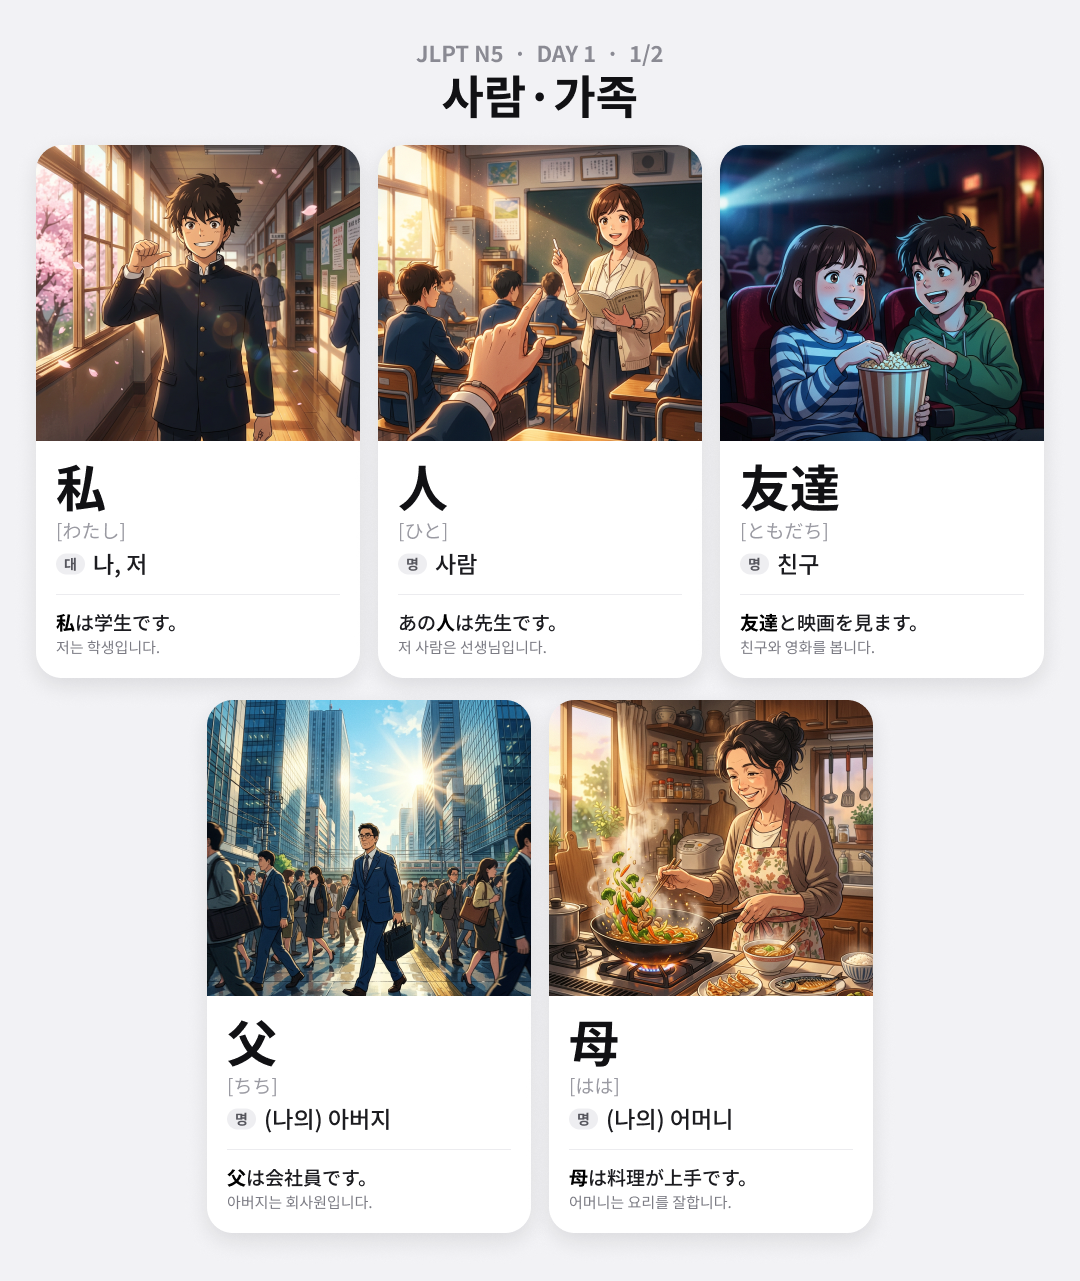 JLPT N5 · DAY 1 · 1/2
사람·가족
私
[わたし]
대 나, 저
私は学生です。
저는 학생입니다.
人
[ひと]
명 사람
あの人は先生です。
저 사람은 선생님입니다.
友達
[ともだち]
명 친구
友達と映画を見ます。
친구와 영화를 봅니다.
父
[ちち]
명 (나의) 아버지
父は会社員です。
아버지는 회사원입니다.
母
[はは]
명 (나의) 어머니
母は料理が上手です。
어머니는 요리를 잘합니다.